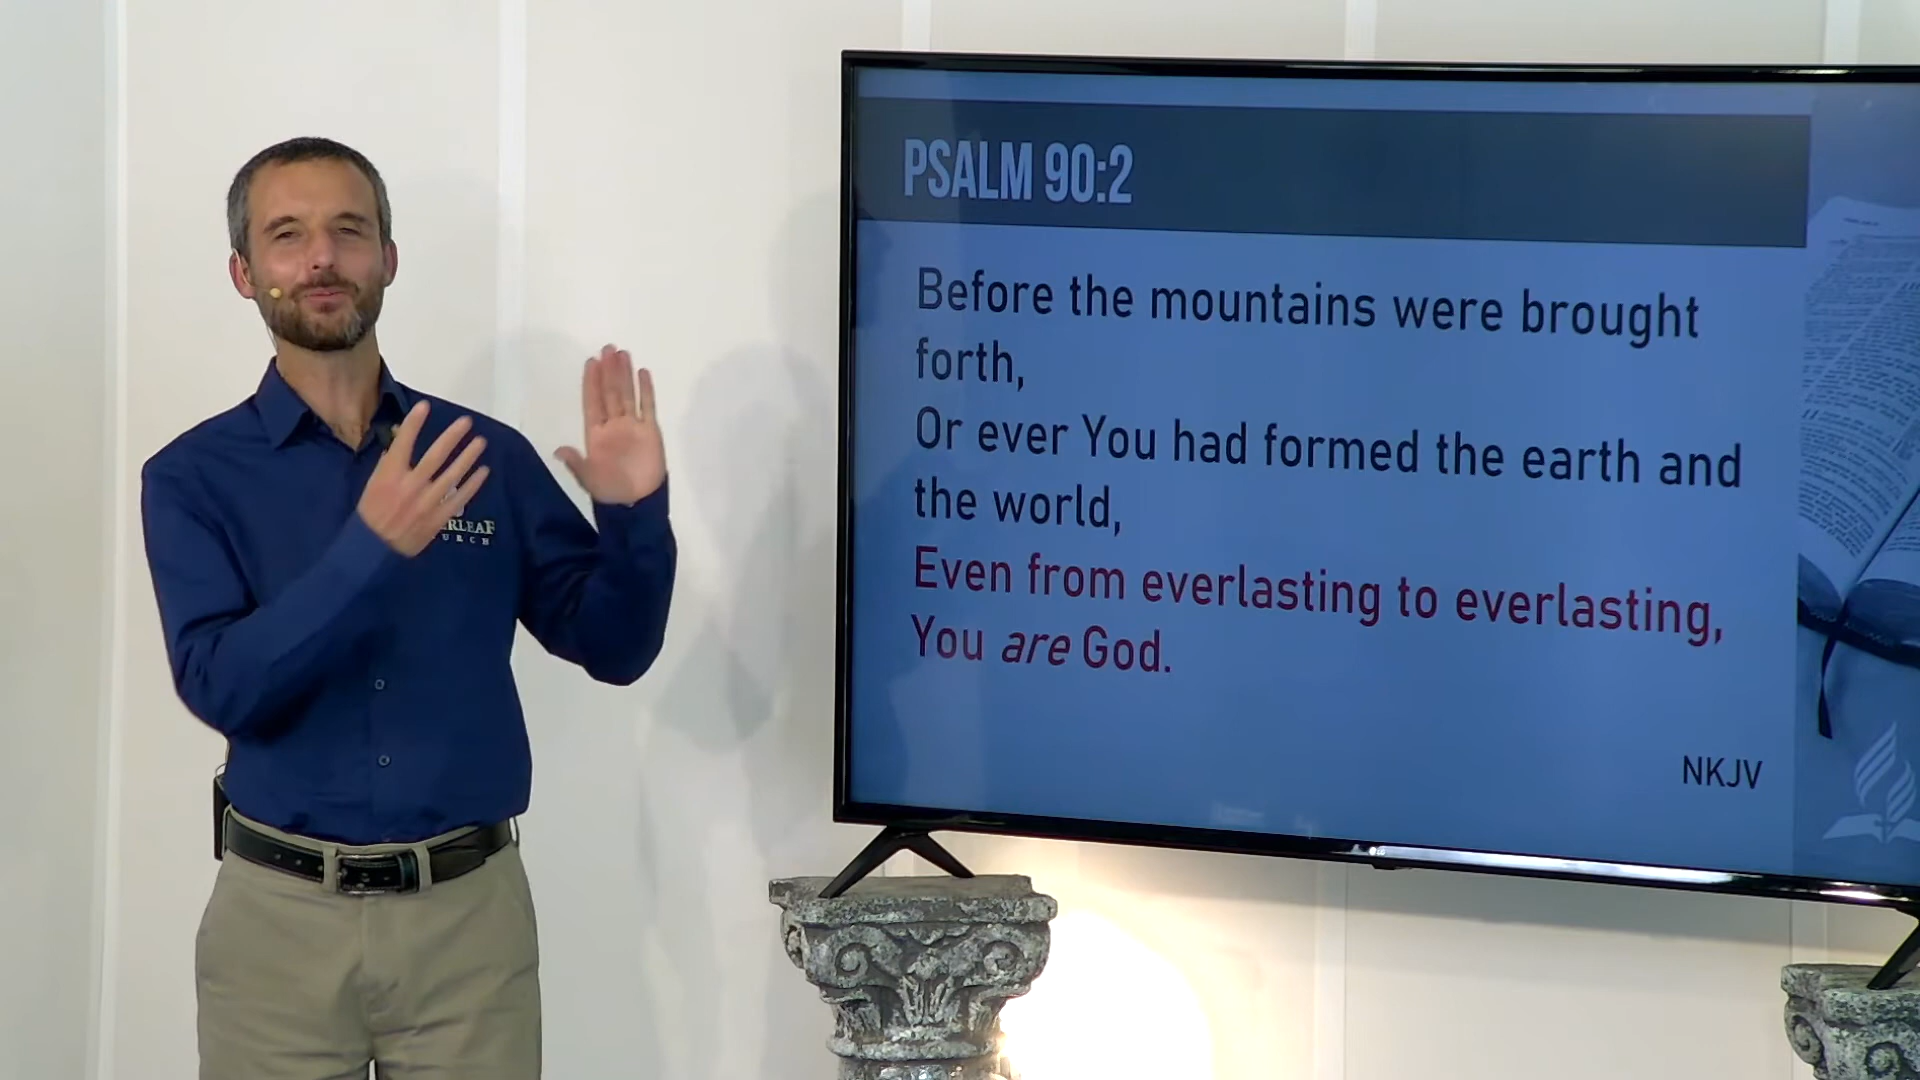 PSALM 90:2
Before the mountains were brought
forth,
Or ever You had formed the earth and
the world,
Even from everlasting to everlasting,
You are God.
NKJV
LG